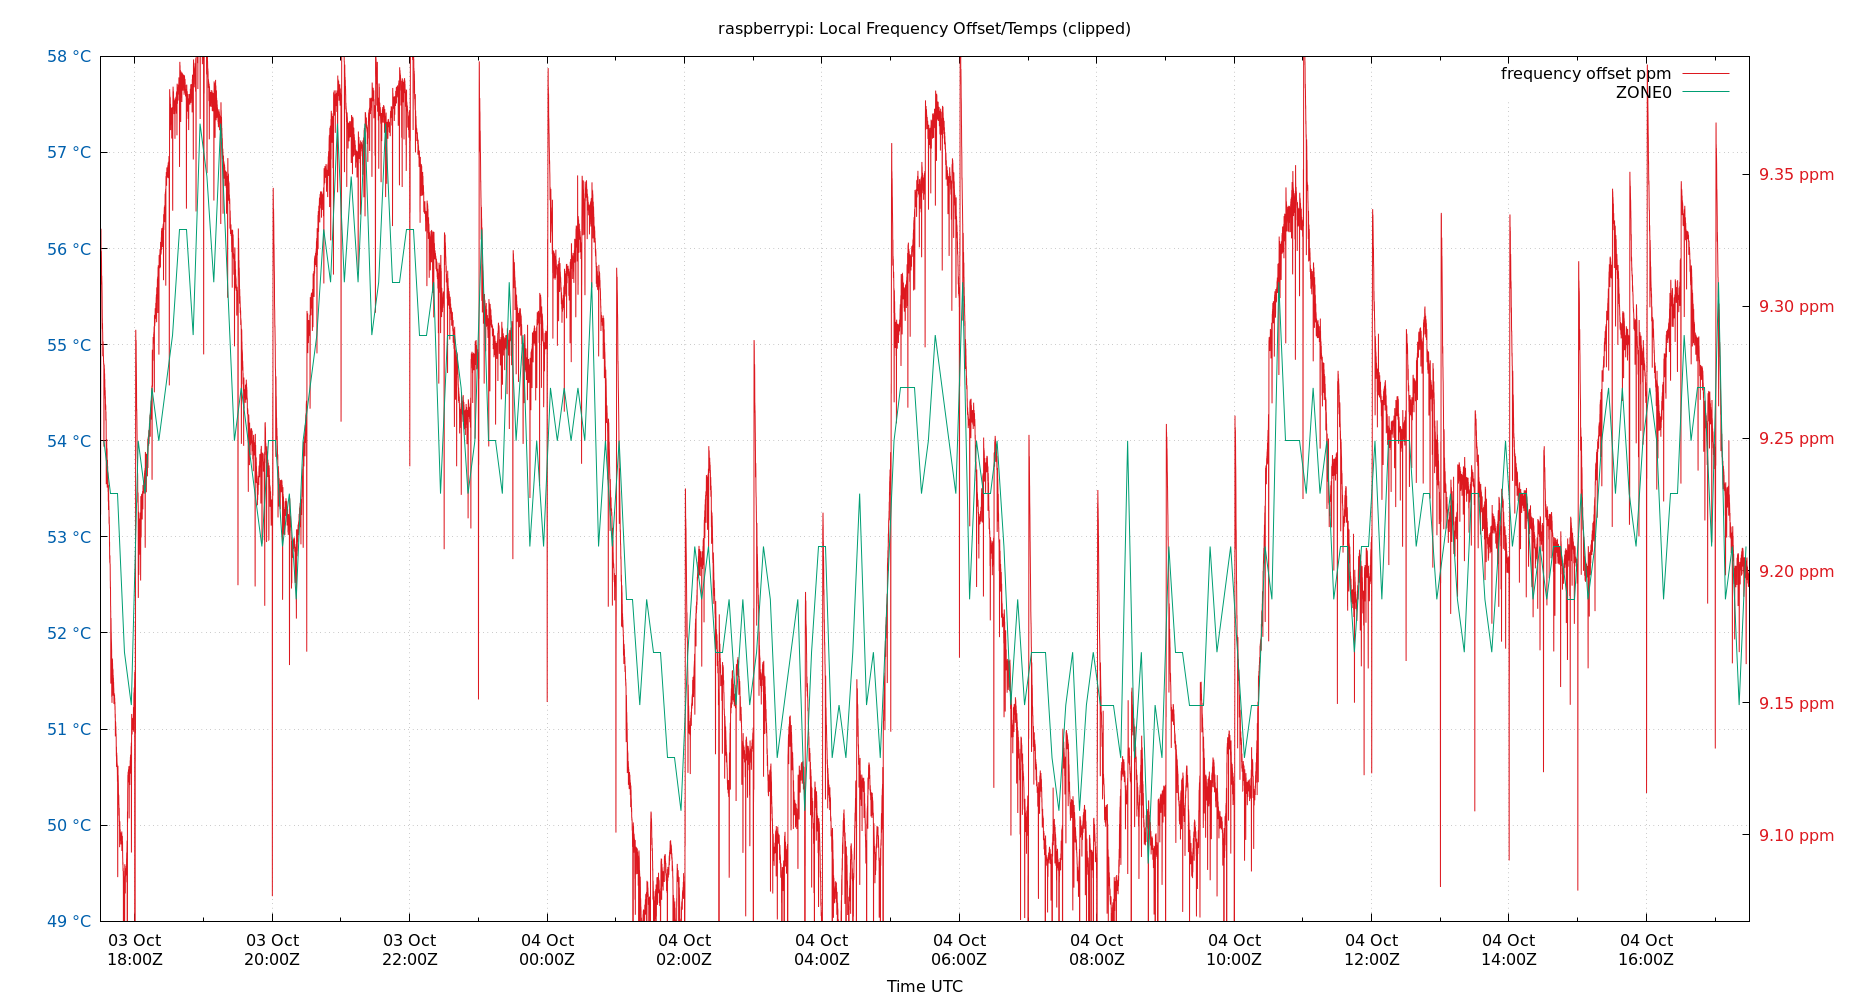 raspberrypi: Local Frequency Offset/Temps (clipped)
frequency offset ppm
ZONE0
58 °C
57 °C
56 °C
55 °C
54 °C
53 °C
52 °C
51 °C
50 °C
49 °C
9.35 ppm
9.30 ppm
9.25 ppm
9.20 ppm
9.15 ppm
9.10 ppm
03 Oct 03 Oct 03 Oct 04 Oct 04 Oct 04 Oct 04 Oct 04 Oct 04 Oct 04 Oct 04 Oct 04 Oct
18:00Z 20:00Z 22:00Z 00:00Z 02:00Z 04:00Z 06:00Z 08:00Z 10:00Z 12:00Z 14:00Z 16:00Z
Time UTC